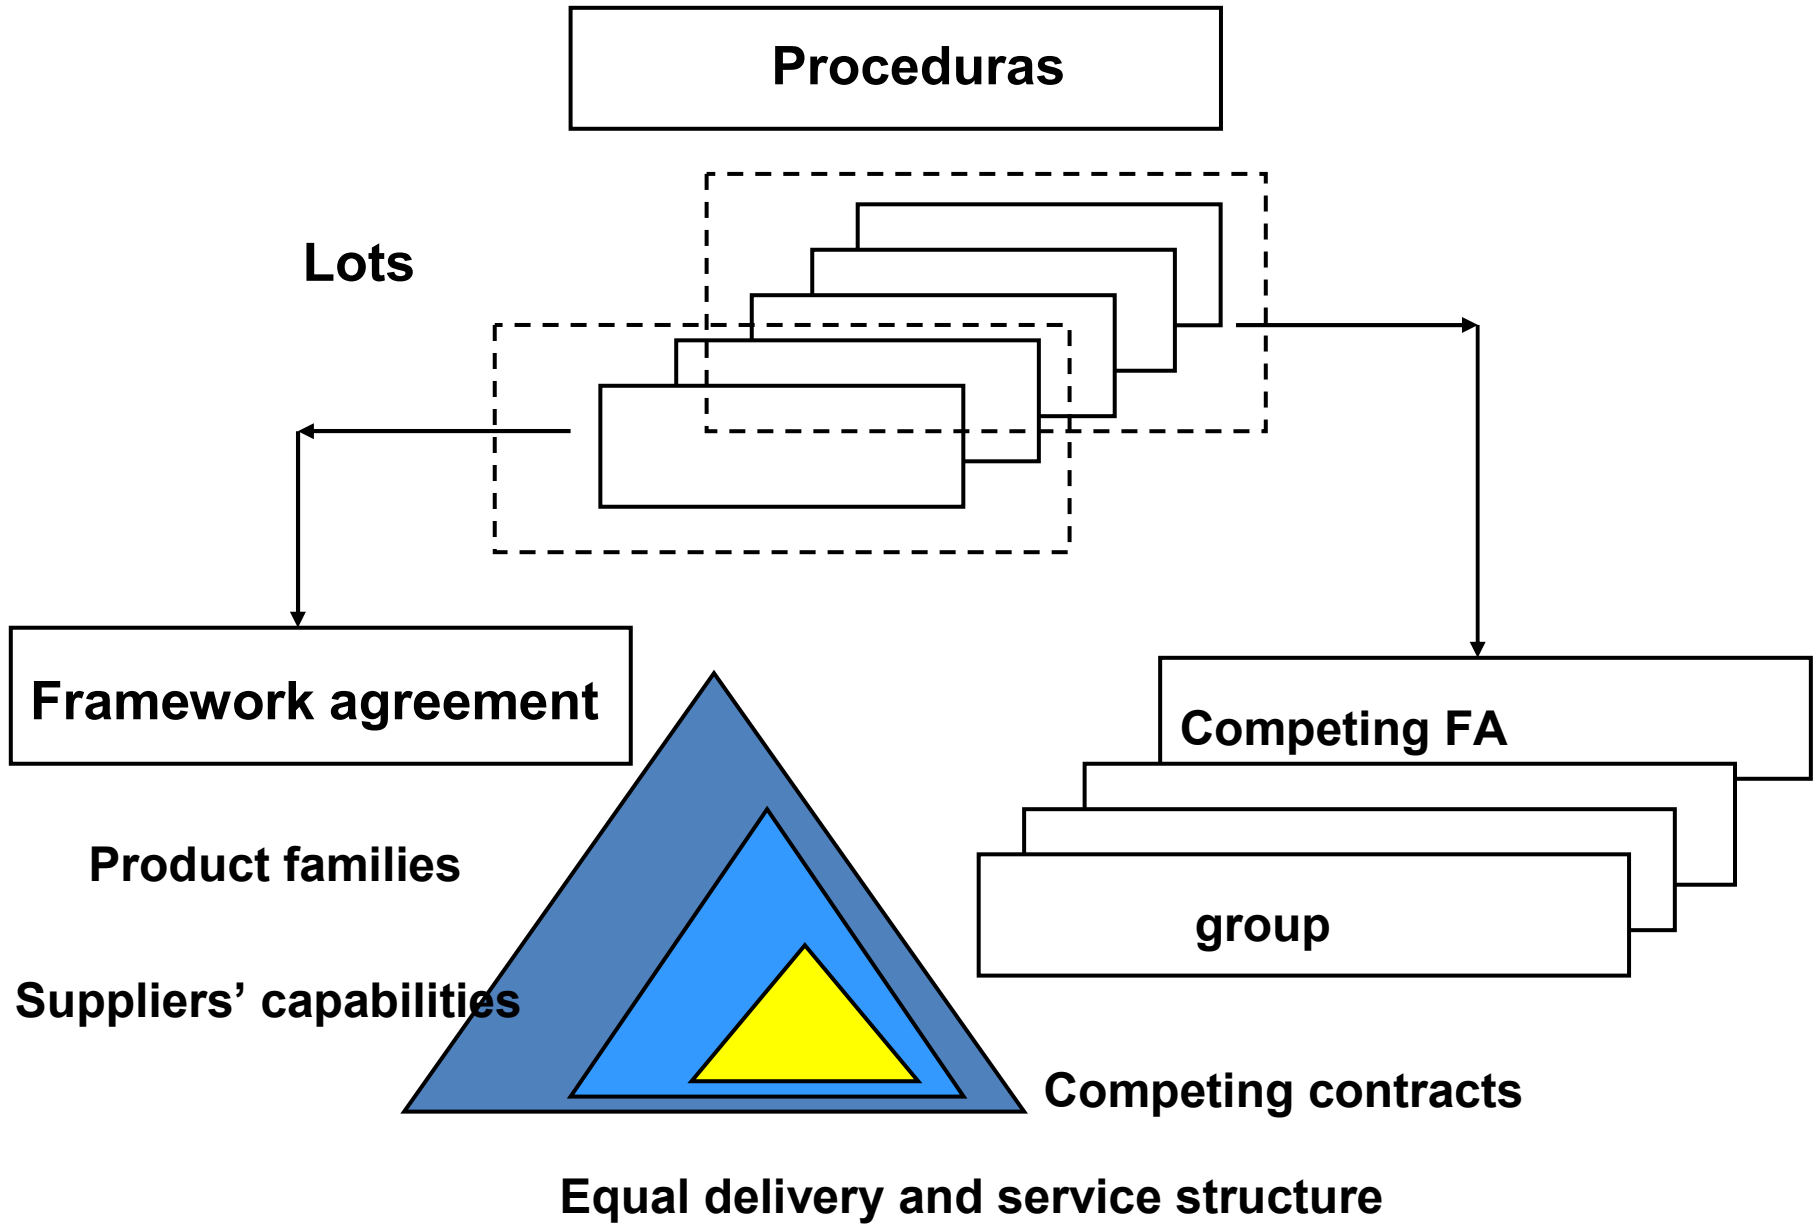 Proceduras
Lots
Framework agreement
Competing FA
Product families
group
Suppliers’ capabilities
Competing contracts
Equal delivery and service structure